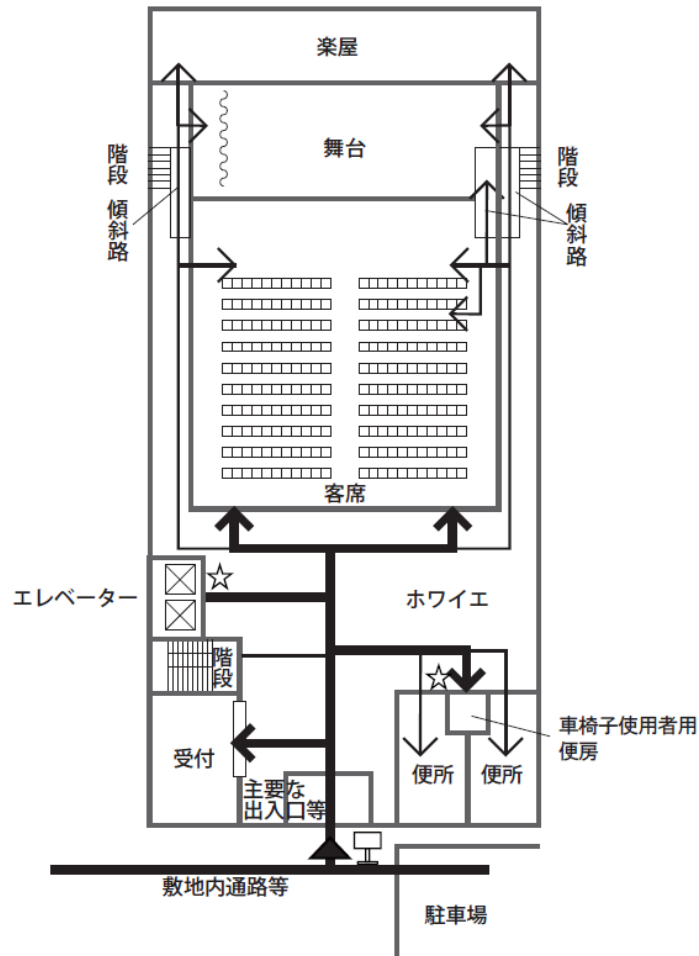 楽屋
舞台
階段
傾斜路
階段
傾斜路
客席
エレベーター
ホワイエ
階段
受付
主要な
出入口等
便所
便所
車椅子使用者用
便房
敷地内通路等
駐車場